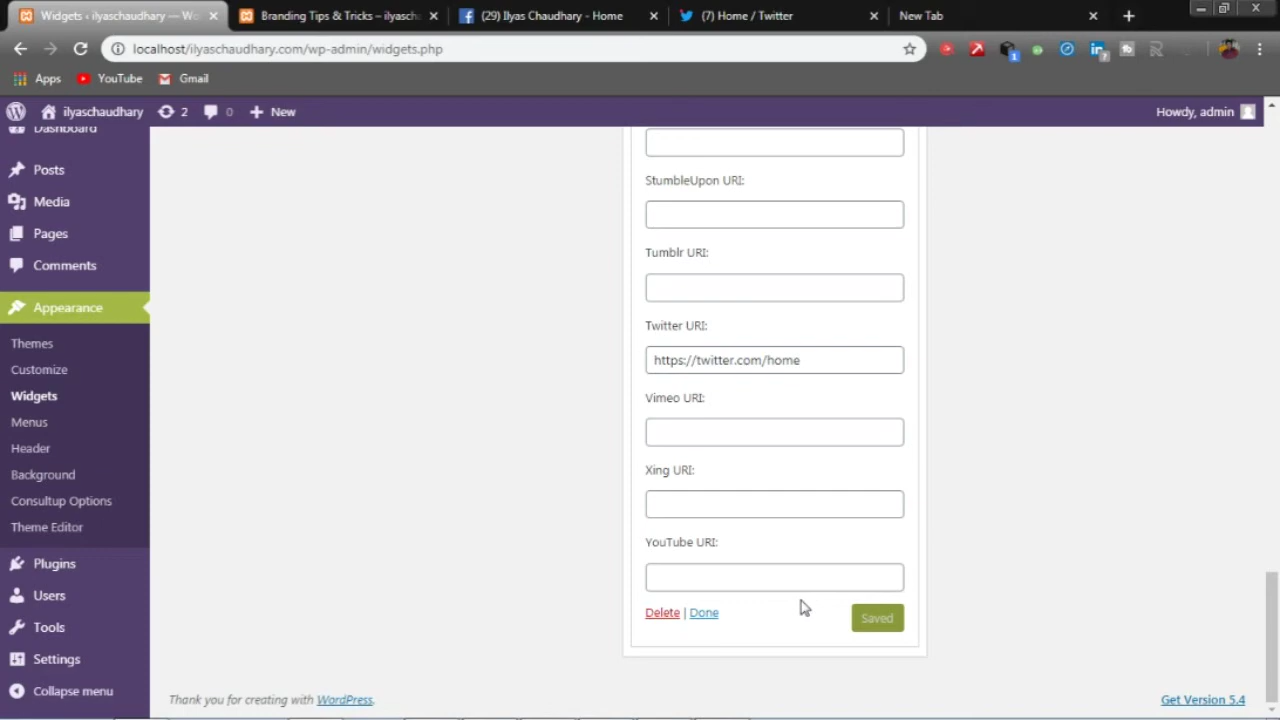 Widgets ‹ ilyaschaudhary — Wo
Branding Tips & Tricks – ilyasch
(29) Ilyas Chaudhary - Home
(7) Home / Twitter
New Tab
localhost/ilyaschaudhary.com/wp-admin/widgets.php
1
7
Apps
YouTube
Gmail
ilyaschaudhary
2
0
New
Howdy, admin
Dashboard
Posts
Media
Pages
Comments
Appearance
Themes
Customize
Widgets
Menus
Header
Background
Consultup Options
Theme Editor
Plugins
Users
Tools
Settings
Collapse menu
StumbleUpon URI:
Tumblr URI:
Twitter URI:
https://twitter.com/home
Vimeo URI:
Xing URI:
YouTube URI:
Delete | Done
Saved
Thank you for creating with WordPress.
Get Version 5.4